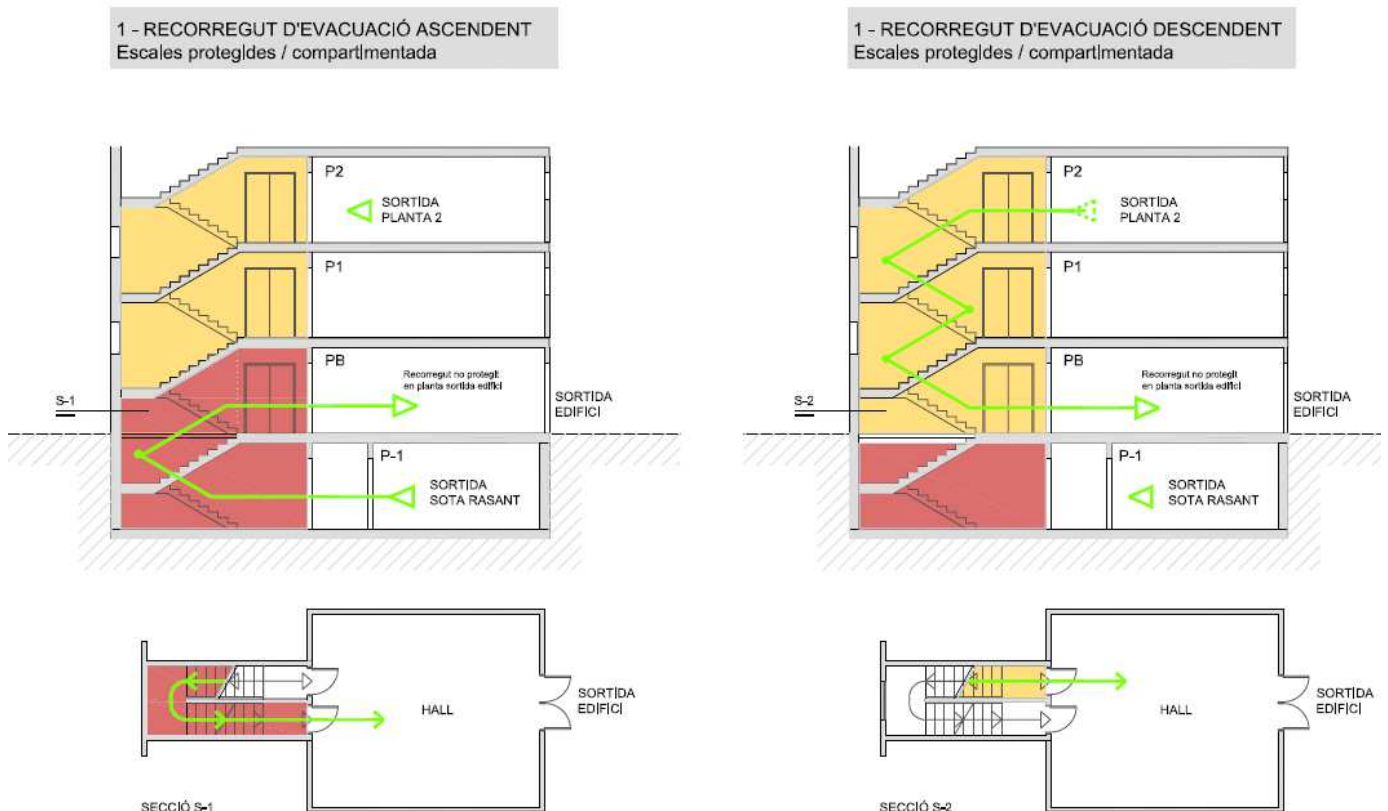 1 - RECORREGUT D'EVACUACIÓ ASCENDENT
Escales protegides / compartimentada
P2
SORTIDA
PLANTA 2
P1
PB
Recorregut no protegit
en planta sortida edifici
S-1
SORTIDA
EDIFICI
P-1
SORTIDA
SOTA RASANT
HALL
SORTIDA
EDIFICI
SECCIÓ S-1
1 - RECORREGUT D'EVACUACIÓ DESCENDENT
Escales protegides / compartimentada
P2
SORTIDA
PLANTA 2
P1
PB
Recorregut no protegit
en planta sortida edifici
S-2
SORTIDA
EDIFICI
P-1
SORTIDA
SOTA RASANT
HALL
SORTIDA
EDIFICI
SECCIÓ S-2